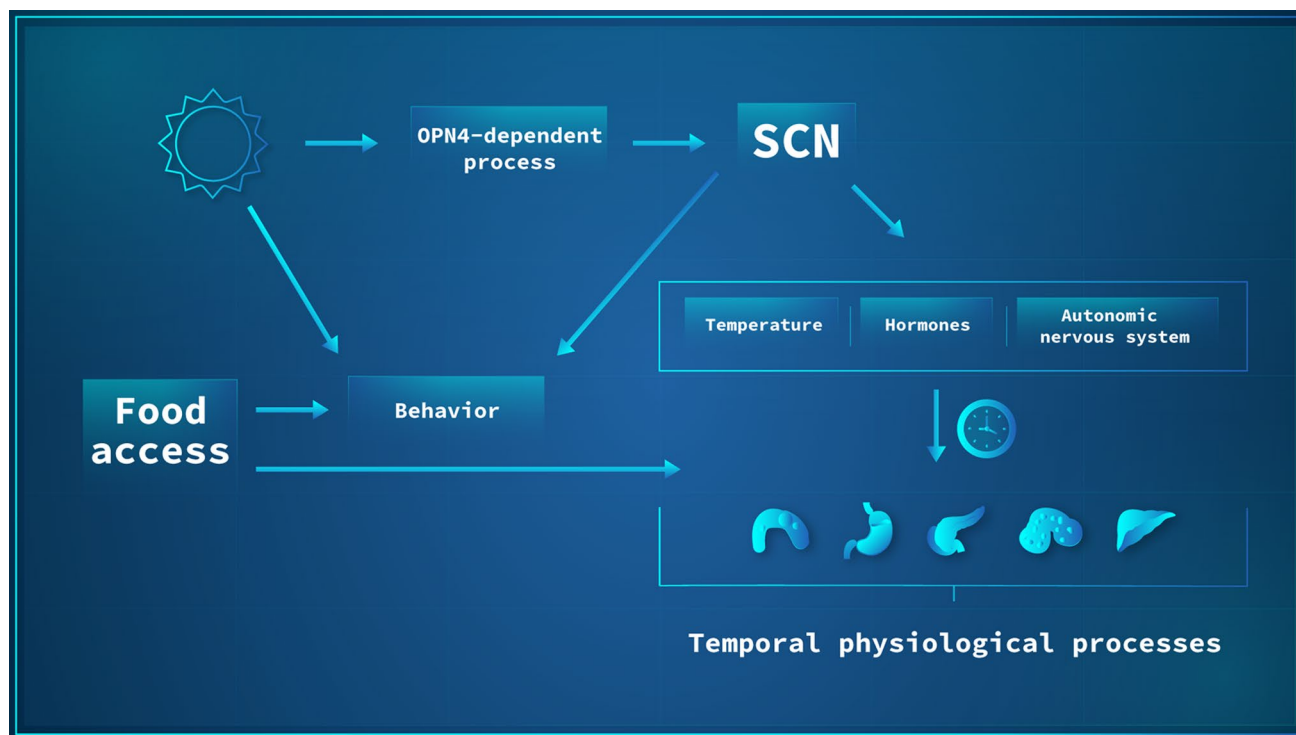 OPN4-dependent
process
SCN
Temperature
Hormones
Autonomic
nervous system
Food
access
Behavior
Temporal physiological processes